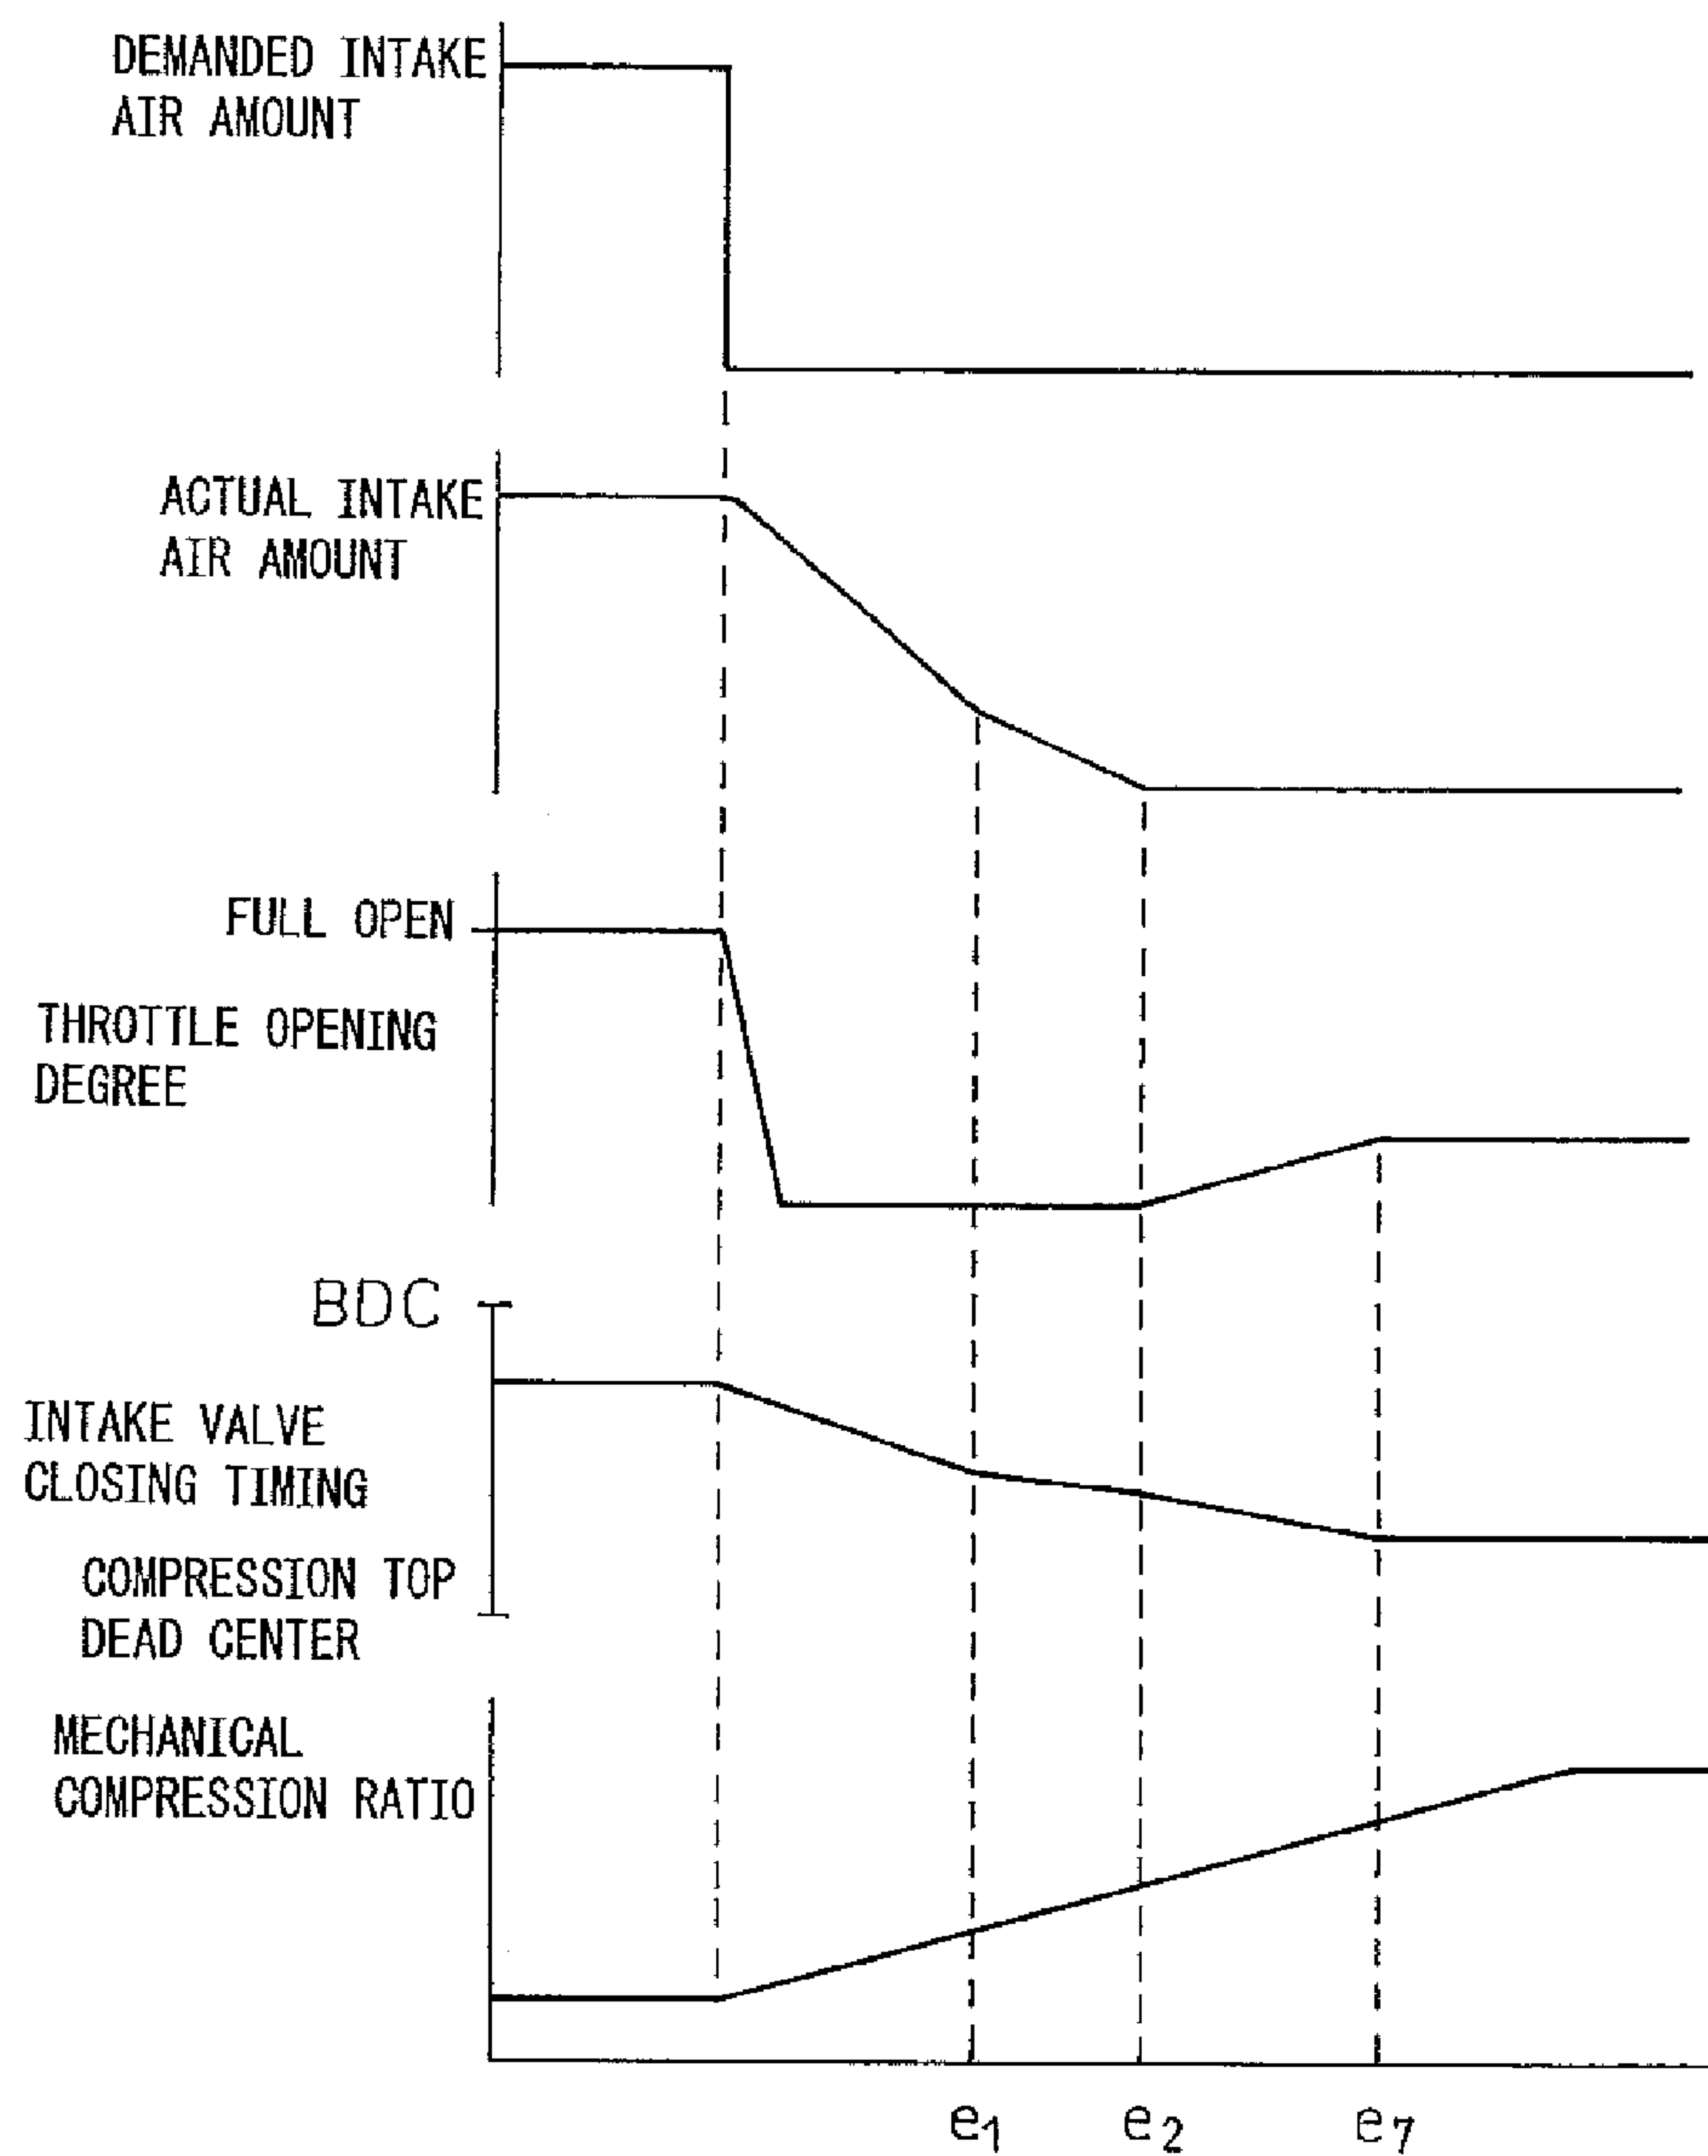 DEMANDED INTAKE
AIR AMOUNT
ACTUAL INTAKE
AIR AMOUNT
FULL OPEN
THROTTLE OPENING
DEGREE
BDC
INTAKE VALVE
CLOSING TIMING
COMPRESSION TOP
DEAD CENTER
MECHANICAL
COMPRESSION RATIO
e1 e2 e7